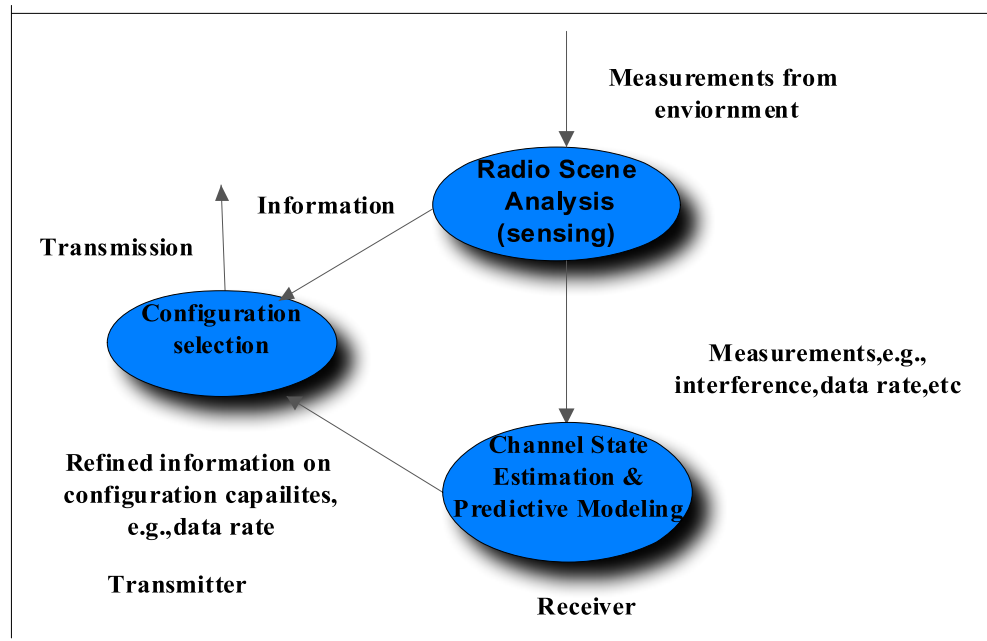 Measurements from
enviornment
Radio Scene
Analysis
(sensing)
Information
Transmission
Configuration
selection
Measurements,e.g.,
interference,data rate,etc
Channel State
Estimation &
Predictive Modeling
Refined information on
configuration capailites,
e.g.,data rate
Transmitter
Receiver